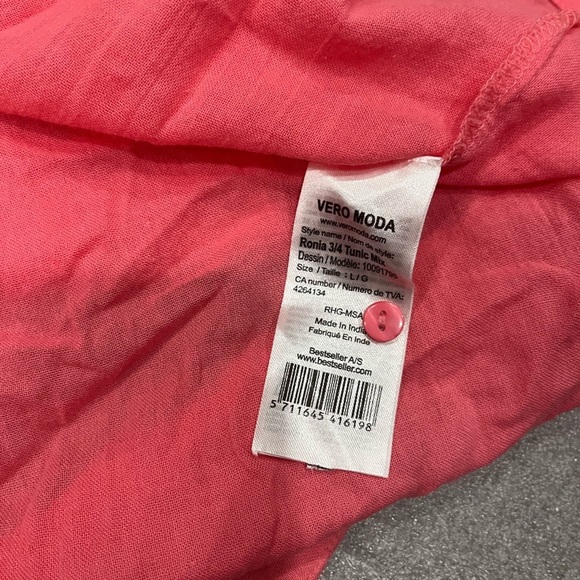 VERO MODA
www.veromoda.com
Style name / Nom de style:
Ronia 3/4 Tunic Mix
Dessin / Modèle: 10091795
Size / Taille : L / G
CA number / Numero de TVA:
4264134
RHG-MSA
Made In India
Fabriqué En Inde
Bestseller A/S
www.bestseller.com
5 711645 416198